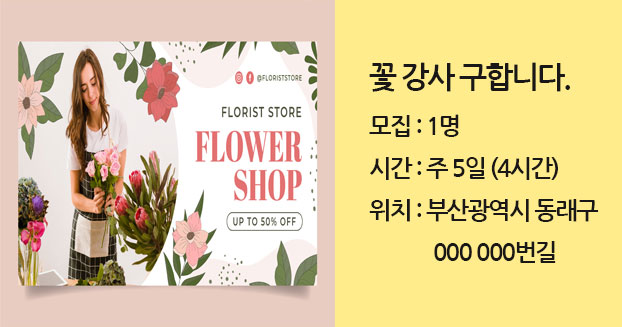 @FLORISTSTORE
FLORIST STORE
FLOWER
SHOP
UP TO 50% OFF
꽃 강사 구합니다.
모집 : 1명
시간 : 주 5일 (4시간)
위치 : 부산광역시 동래구
000 000번길